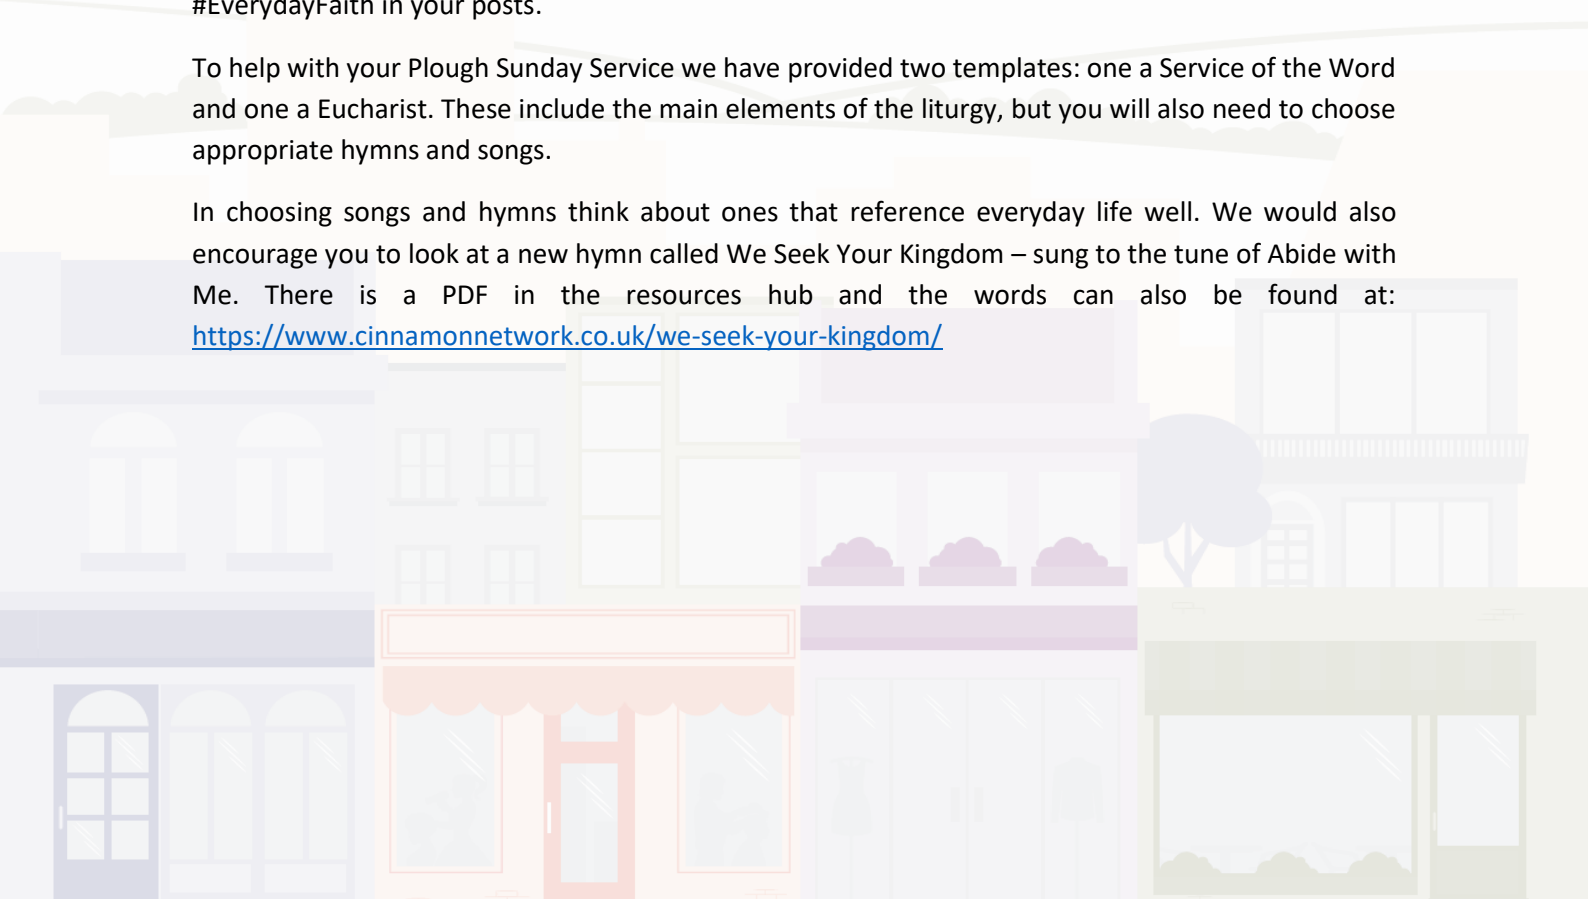 #EverydayFaith in your posts.
To help with your Plough Sunday Service we have provided two templates: one a Service of the Word
and one a Eucharist. These include the main elements of the liturgy, but you will also need to choose
appropriate hymns and songs.
In choosing songs and hymns think about ones that reference everyday life well. We would also
encourage you to look at a new hymn called We Seek Your Kingdom – sung to the tune of Abide with
Me. There is a PDF in the resources hub and the words can also be found at:
https://www.cinnamonnetwork.co.uk/we-seek-your-kingdom/